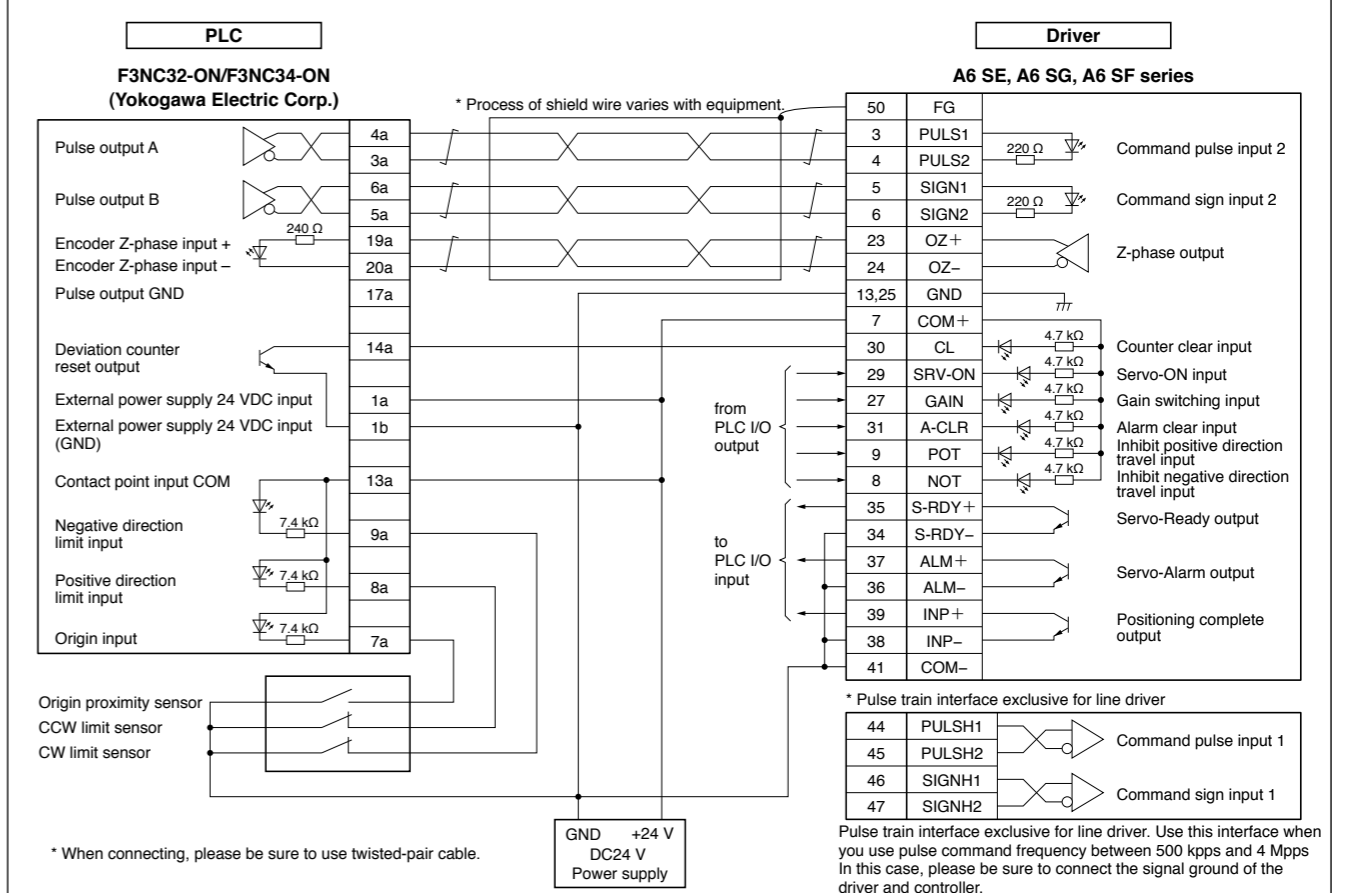 PLC
Driver
F3NC32-ON/F3NC34-ON
(Yokogawa Electric Corp.)
A6 SE, A6 SG, A6 SF series
* Process of shield wire varies with equipment.
Pulse output A
4a
3a
Pulse output B
6a
5a
240 Ω
Encoder Z-phase input +
19a
Encoder Z-phase input –
20a
Pulse output GND
17a
Deviation counter
reset output
14a
External power supply 24 VDC input
1a
External power supply 24 VDC input
(GND)
1b
Contact point input COM
13a
Negative direction
limit input
7.4 kΩ
9a
Positive direction
limit input
7.4 kΩ
8a
Origin input
7.4 kΩ
7a
Origin proximity sensor
CCW limit sensor
CW limit sensor
* When connecting, please be sure to use twisted-pair cable.
GND +24 V
DC24 V
Power supply
from
PLC I/O
output
to
PLC I/O
input
50 FG
3 PULS1
4 PULS2
220 Ω
Command pulse input 2
5 SIGN1
6 SIGN2
220 Ω
Command sign input 2
23 OZ+
24 OZ–
Z-phase output
13,25 GND
7 COM+
30 CL 4.7 kΩ Counter clear input
29 SRV-ON 4.7 kΩ Servo-ON input
27 GAIN 4.7 kΩ Gain switching input
31 A-CLR 4.7 kΩ Alarm clear input
9 POT 4.7 kΩ Inhibit positive direction
travel input
8 NOT 4.7 kΩ Inhibit negative direction
travel input
35 S-RDY+
34 S-RDY–
Servo-Ready output
37 ALM+
36 ALM–
Servo-Alarm output
39 INP+
38 INP–
Positioning complete
output
41 COM–
* Pulse train interface exclusive for line driver
44 PULSH1
45 PULSH2
Command pulse input 1
46 SIGNH1
47 SIGNH2
Command sign input 1
Pulse train interface exclusive for line driver. Use this interface when
you use pulse command frequency between 500 kpps and 4 Mpps
In this case, please be sure to connect the signal ground of the
driver and controller.